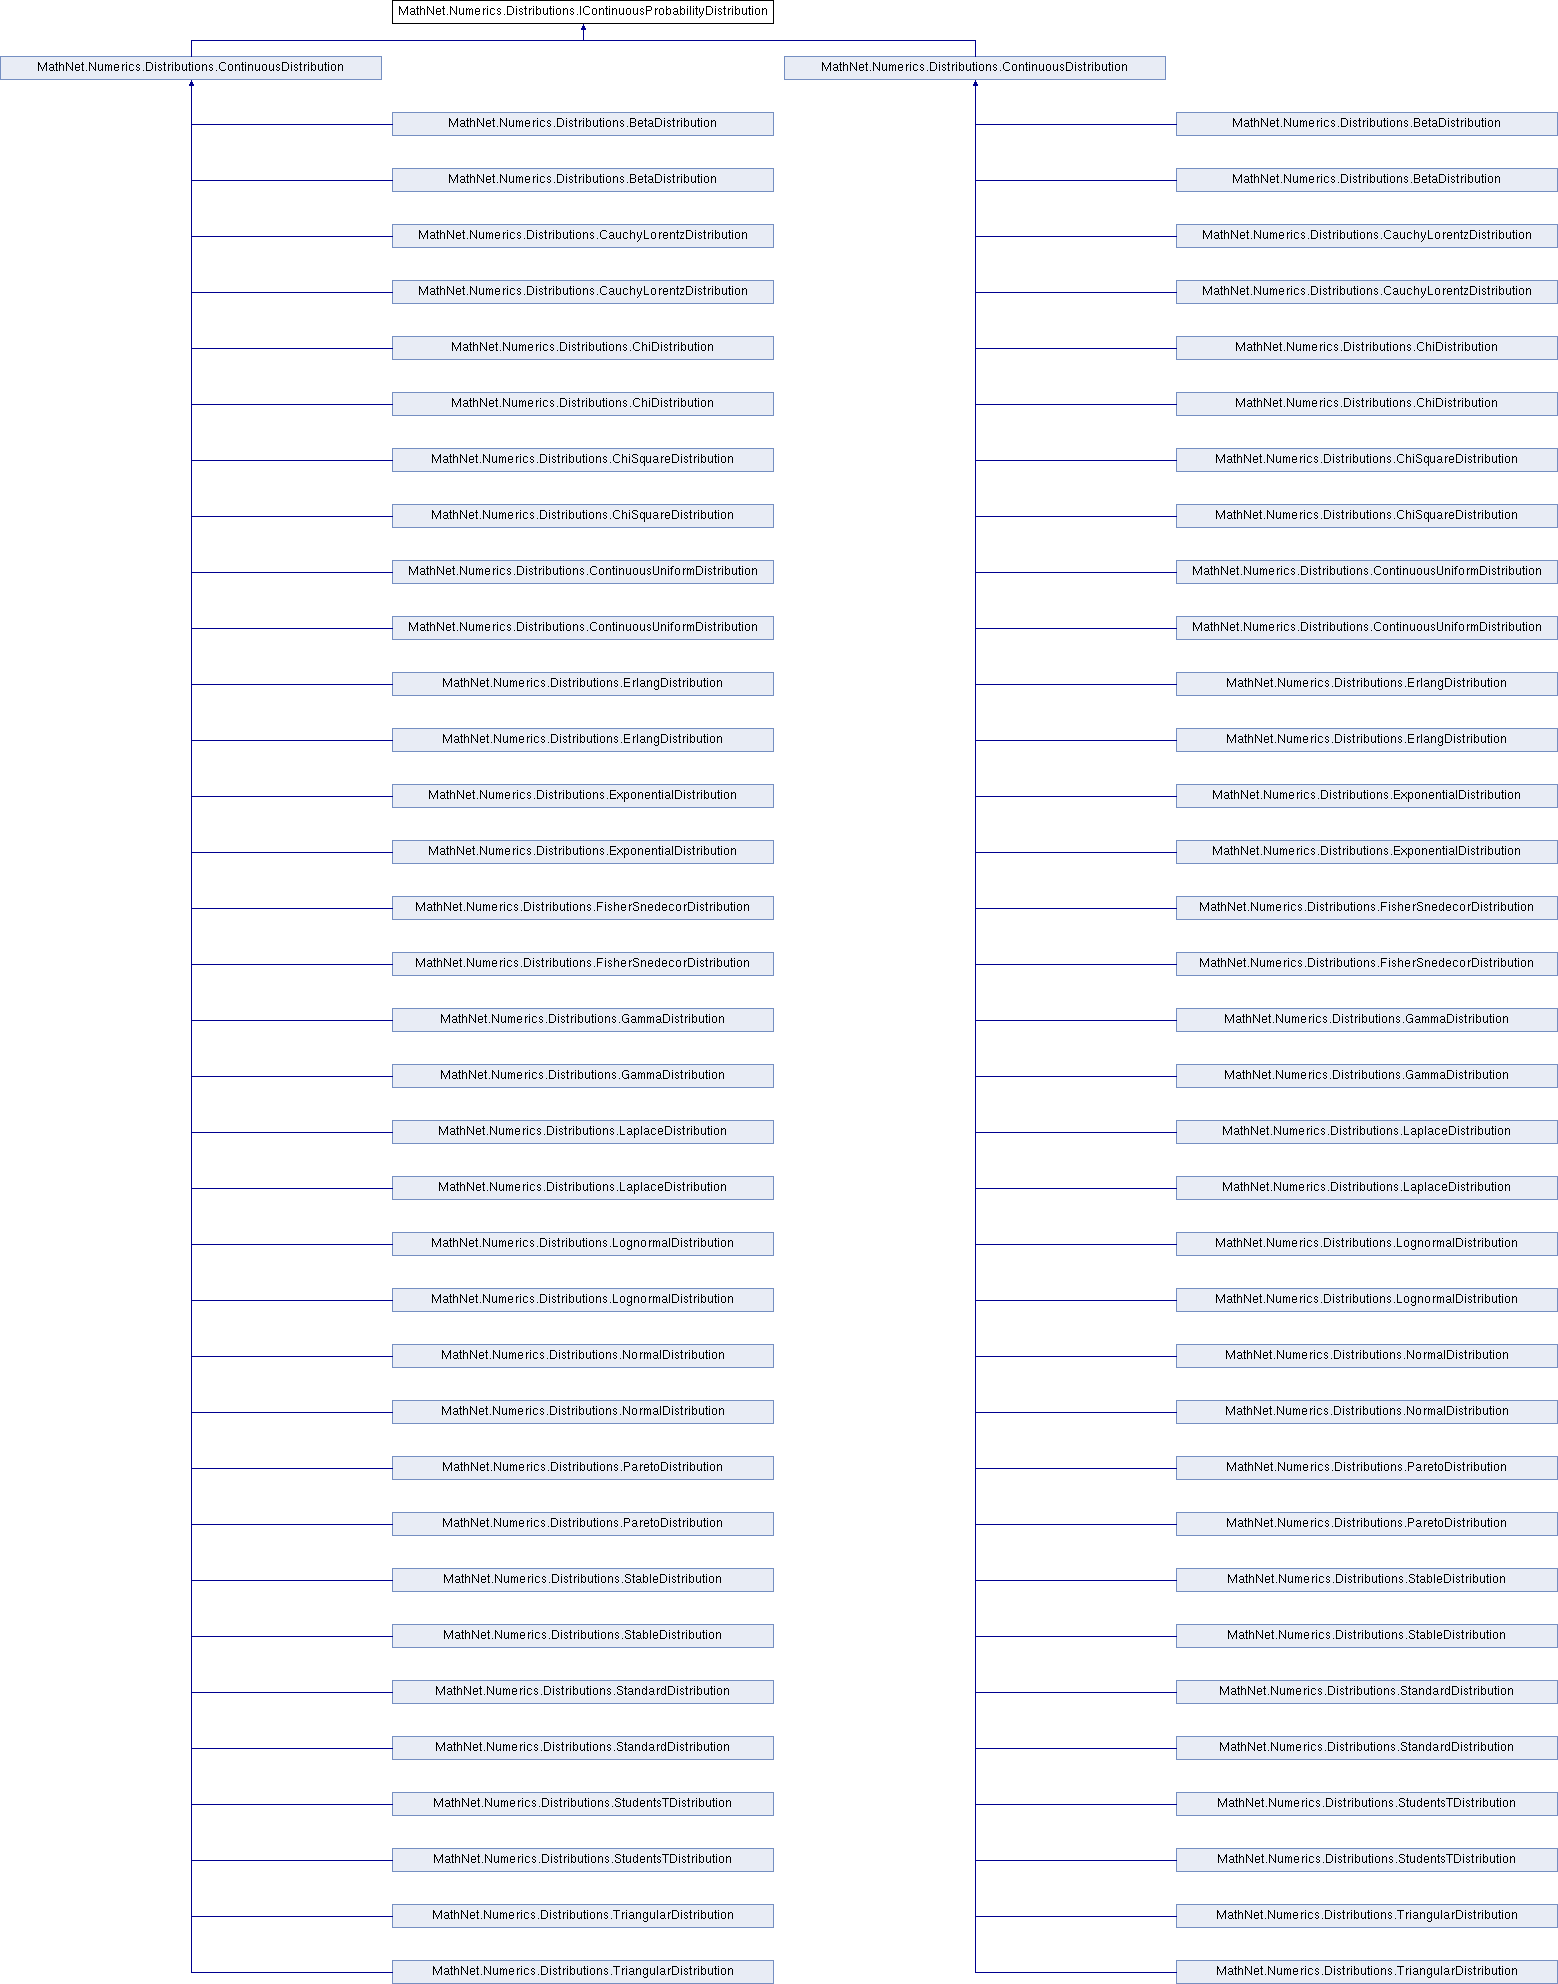 MathNet.Numerics.Distributions.IContinuousProbabilityDistribution
MathNet.Numerics.Distributions.ContinuousDistribution
MathNet.Numerics.Distributions.ContinuousDistribution
MathNet.Numerics.Distributions.BetaDistribution
MathNet.Numerics.Distributions.BetaDistribution
MathNet.Numerics.Distributions.BetaDistribution
MathNet.Numerics.Distributions.BetaDistribution
MathNet.Numerics.Distributions.CauchyLorentzDistribution
MathNet.Numerics.Distributions.CauchyLorentzDistribution
MathNet.Numerics.Distributions.CauchyLorentzDistribution
MathNet.Numerics.Distributions.CauchyLorentzDistribution
MathNet.Numerics.Distributions.ChiDistribution
MathNet.Numerics.Distributions.ChiDistribution
MathNet.Numerics.Distributions.ChiDistribution
MathNet.Numerics.Distributions.ChiDistribution
MathNet.Numerics.Distributions.ChiSquareDistribution
MathNet.Numerics.Distributions.ChiSquareDistribution
MathNet.Numerics.Distributions.ChiSquareDistribution
MathNet.Numerics.Distributions.ChiSquareDistribution
MathNet.Numerics.Distributions.ContinuousUniformDistribution
MathNet.Numerics.Distributions.ContinuousUniformDistribution
MathNet.Numerics.Distributions.ContinuousUniformDistribution
MathNet.Numerics.Distributions.ContinuousUniformDistribution
MathNet.Numerics.Distributions.ErlangDistribution
MathNet.Numerics.Distributions.ErlangDistribution
MathNet.Numerics.Distributions.ErlangDistribution
MathNet.Numerics.Distributions.ErlangDistribution
MathNet.Numerics.Distributions.ExponentialDistribution
MathNet.Numerics.Distributions.ExponentialDistribution
MathNet.Numerics.Distributions.ExponentialDistribution
MathNet.Numerics.Distributions.ExponentialDistribution
MathNet.Numerics.Distributions.FisherSnedecorDistribution
MathNet.Numerics.Distributions.FisherSnedecorDistribution
MathNet.Numerics.Distributions.FisherSnedecorDistribution
MathNet.Numerics.Distributions.FisherSnedecorDistribution
MathNet.Numerics.Distributions.GammaDistribution
MathNet.Numerics.Distributions.GammaDistribution
MathNet.Numerics.Distributions.GammaDistribution
MathNet.Numerics.Distributions.GammaDistribution
MathNet.Numerics.Distributions.LaplaceDistribution
MathNet.Numerics.Distributions.LaplaceDistribution
MathNet.Numerics.Distributions.LaplaceDistribution
MathNet.Numerics.Distributions.LaplaceDistribution
MathNet.Numerics.Distributions.LognormalDistribution
MathNet.Numerics.Distributions.LognormalDistribution
MathNet.Numerics.Distributions.LognormalDistribution
MathNet.Numerics.Distributions.LognormalDistribution
MathNet.Numerics.Distributions.NormalDistribution
MathNet.Numerics.Distributions.NormalDistribution
MathNet.Numerics.Distributions.NormalDistribution
MathNet.Numerics.Distributions.NormalDistribution
MathNet.Numerics.Distributions.ParetoDistribution
MathNet.Numerics.Distributions.ParetoDistribution
MathNet.Numerics.Distributions.ParetoDistribution
MathNet.Numerics.Distributions.ParetoDistribution
MathNet.Numerics.Distributions.StableDistribution
MathNet.Numerics.Distributions.StableDistribution
MathNet.Numerics.Distributions.StableDistribution
MathNet.Numerics.Distributions.StableDistribution
MathNet.Numerics.Distributions.StandardDistribution
MathNet.Numerics.Distributions.StandardDistribution
MathNet.Numerics.Distributions.StandardDistribution
MathNet.Numerics.Distributions.StandardDistribution
MathNet.Numerics.Distributions.StudentsTDistribution
MathNet.Numerics.Distributions.StudentsTDistribution
MathNet.Numerics.Distributions.StudentsTDistribution
MathNet.Numerics.Distributions.StudentsTDistribution
MathNet.Numerics.Distributions.TriangularDistribution
MathNet.Numerics.Distributions.TriangularDistribution
MathNet.Numerics.Distributions.TriangularDistribution
MathNet.Numerics.Distributions.TriangularDistribution